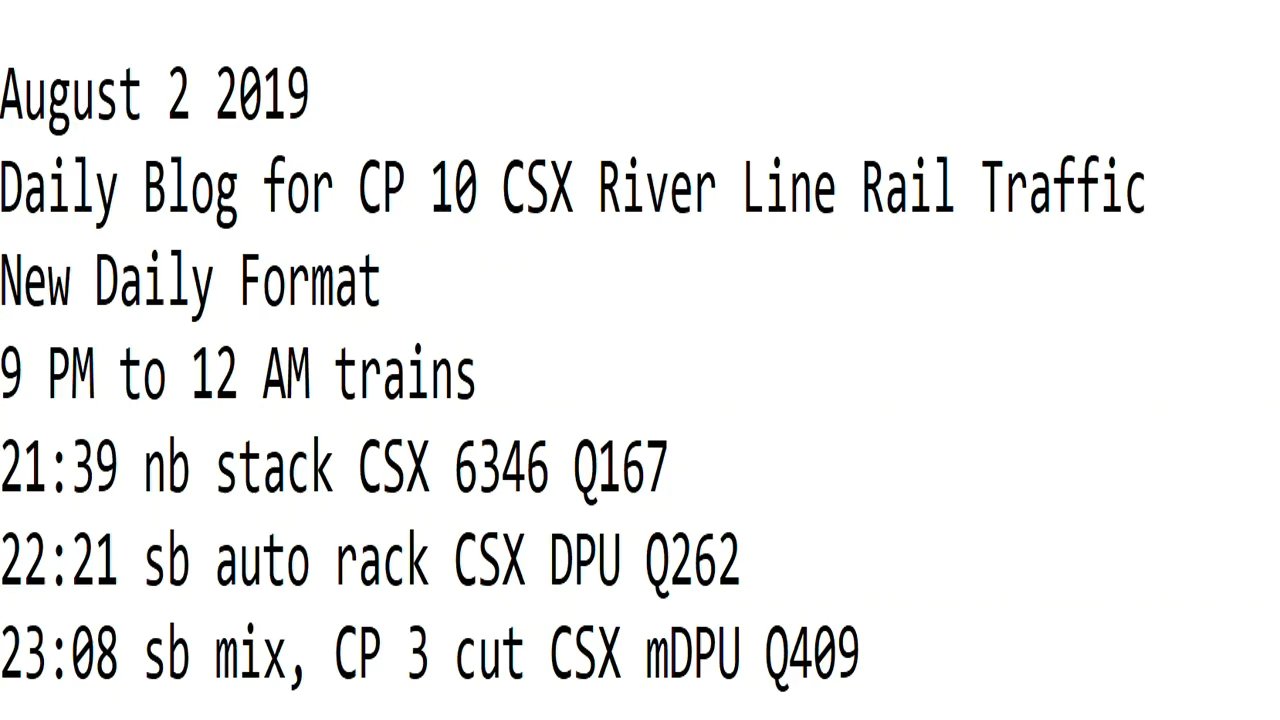 August 2 2019
Daily Blog for CP 10 CSX River Line Rail Traffic
New Daily Format
9 PM to 12 AM trains
21:39 nb stack CSX 6346 Q167
22:21 sb auto rack CSX DPU Q262
23:08 sb mix, CP 3 cut CSX mDPU Q409